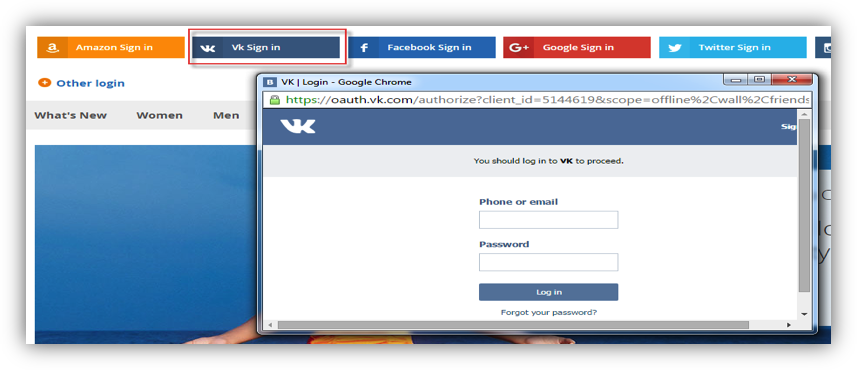 Amazon Sign in
Vk Sign in
Facebook Sign in
G+ Google Sign in
Twitter Sign in
Other login
VK | Login - Google Chrome
https://oauth.vk.com/authorize?client_id=5144619&scope=offline%2Cwall%2Cfriends
What's New
Women
Men
Sig
You should log in to VK to proceed.
Phone or email
Password
Log in
Forgot your password?